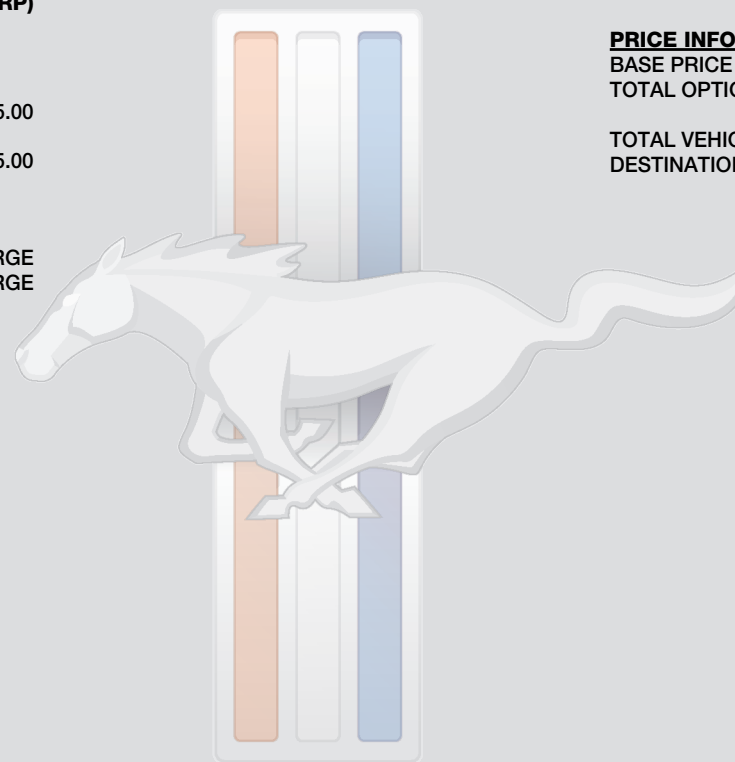 RP)
5.00
5.00
RGE
RGE
PRICE INFO
BASE PRICE
TOTAL OPTIO
TOTAL VEHIC
DESTINATION